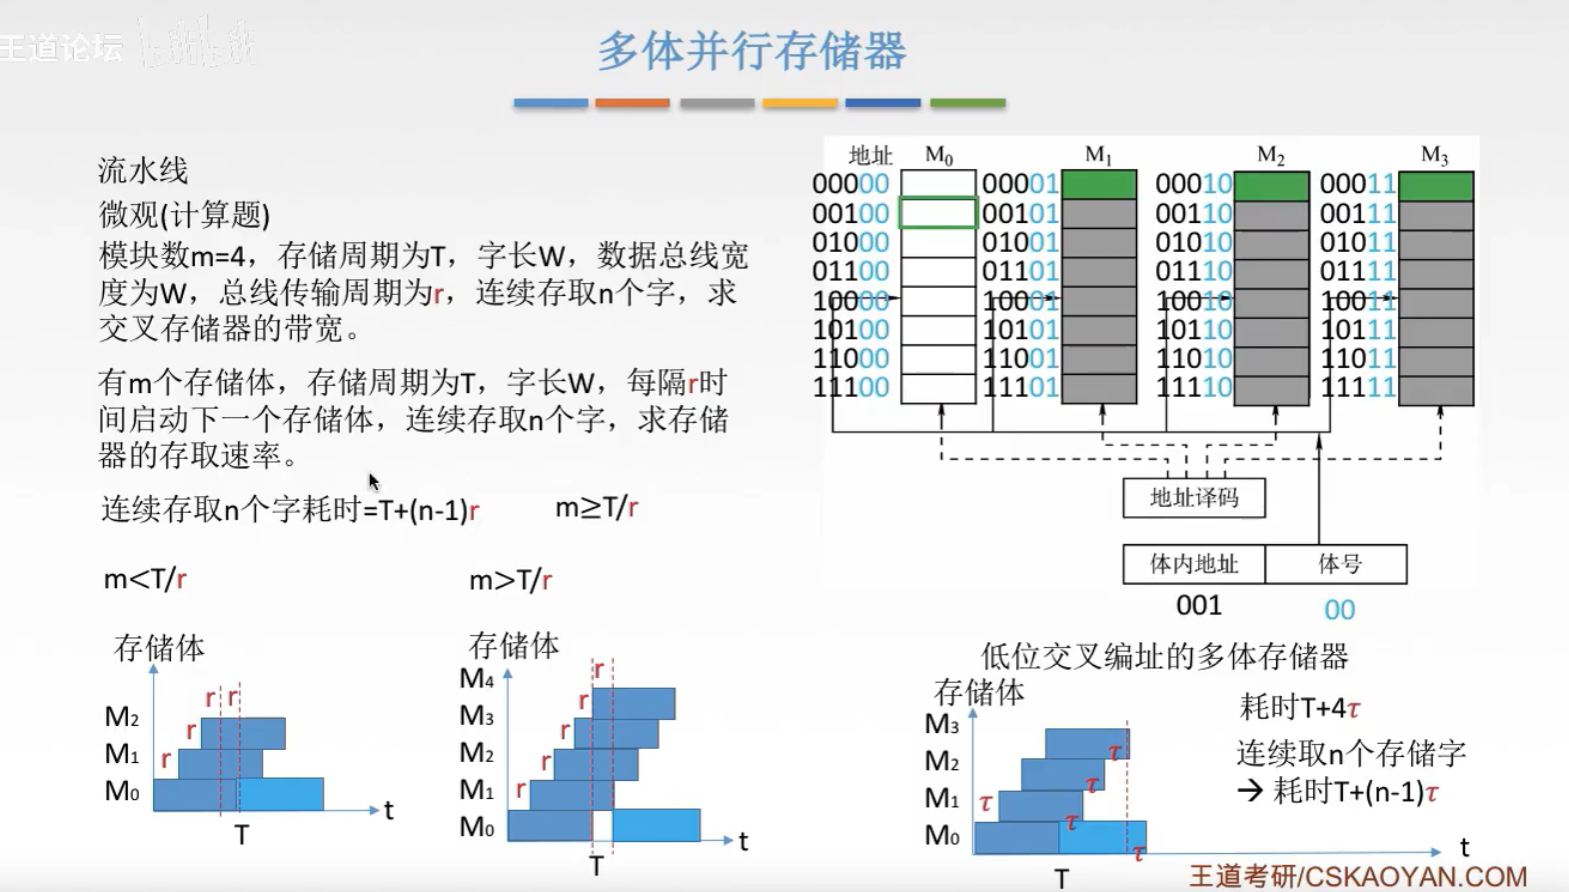 王道论坛 bilibili
多体并行存储器
流水线
微观(计算题)
模块数m=4，存储周期为T，字长W，数据总线宽
度为W，总线传输周期为r，连续存取n个字，求
交叉存储器的带宽。
有m个存储体，存储周期为T，字长W，每隔r时
间启动下一个存储体，连续存取n个字，求存储
器的存取速率。
连续存取n个字耗时=T+(n-1)r
m≥T/r
m<T/r
m>T/r
存储体
r r
M2
r
M1
r
M0
t
T
存储体
r
M4
r
M3
r
M2
r
M1
r
M0
t
T
地址 M0 M1 M2 M3
00000 00001 00010 00011
00100 00101 00110 00111
01000 01001 01010 01011
01100 01101 01110 01111
10000 10001 10010 10011
10100 10101 10110 10111
11000 11001 11010 11011
11100 11101 11110 11111
地址译码
体内地址 体号
001 00
低位交叉编址的多体存储器
存储体
M3
τ
M2
τ
M1
τ
τ
M0
τ
t
T
耗时T+4τ
连续取n个存储字
→ 耗时T+(n-1)τ
王道考研/CSKAOYAN.COM